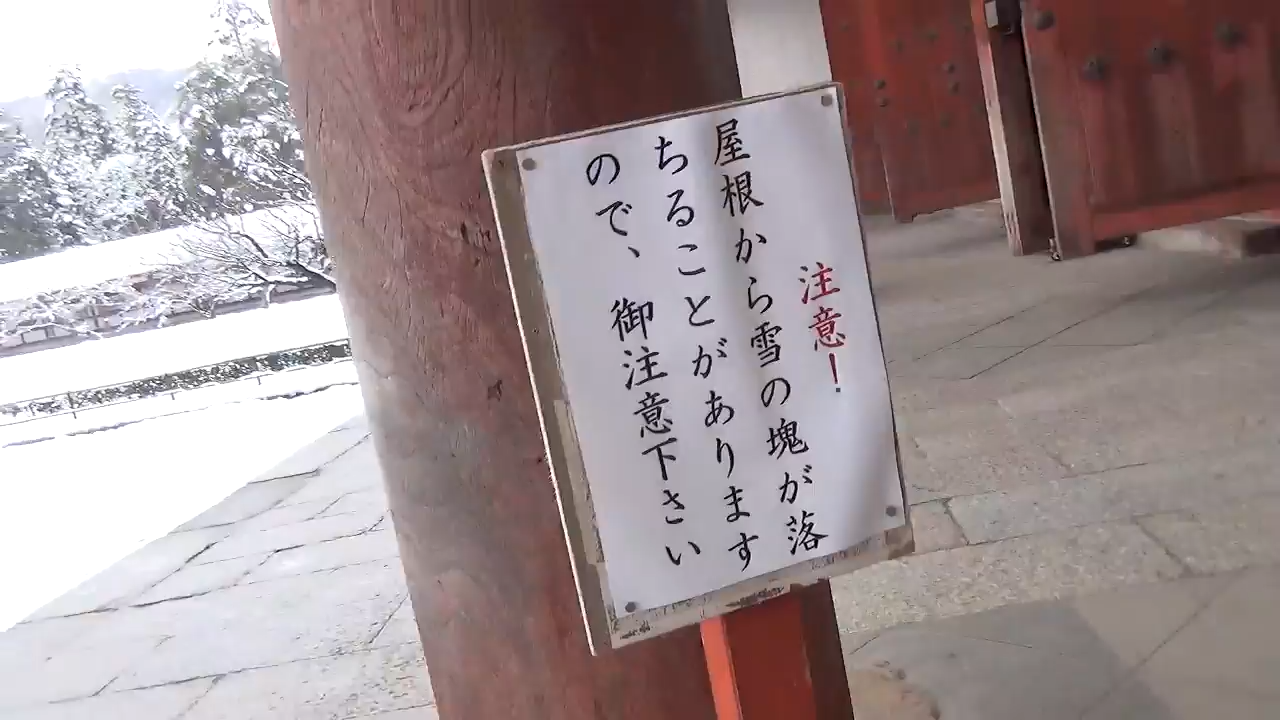 注意！
屋根から雪の塊が落
ちることがあります
ので、御注意下さい